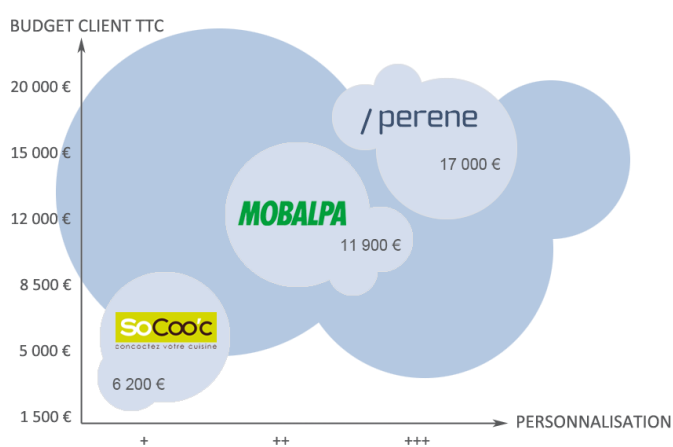 BUDGET CLIENT TTC
20 000 €
15 000 €
12 000 €
8 500 €
5 000 €
1 500 €
/ perene
17 000 €
MOBALPA
11 900 €
SoCoo'c
concoctez votre cuisine
6 200 €
PERSONNALISATION
+
++
+++